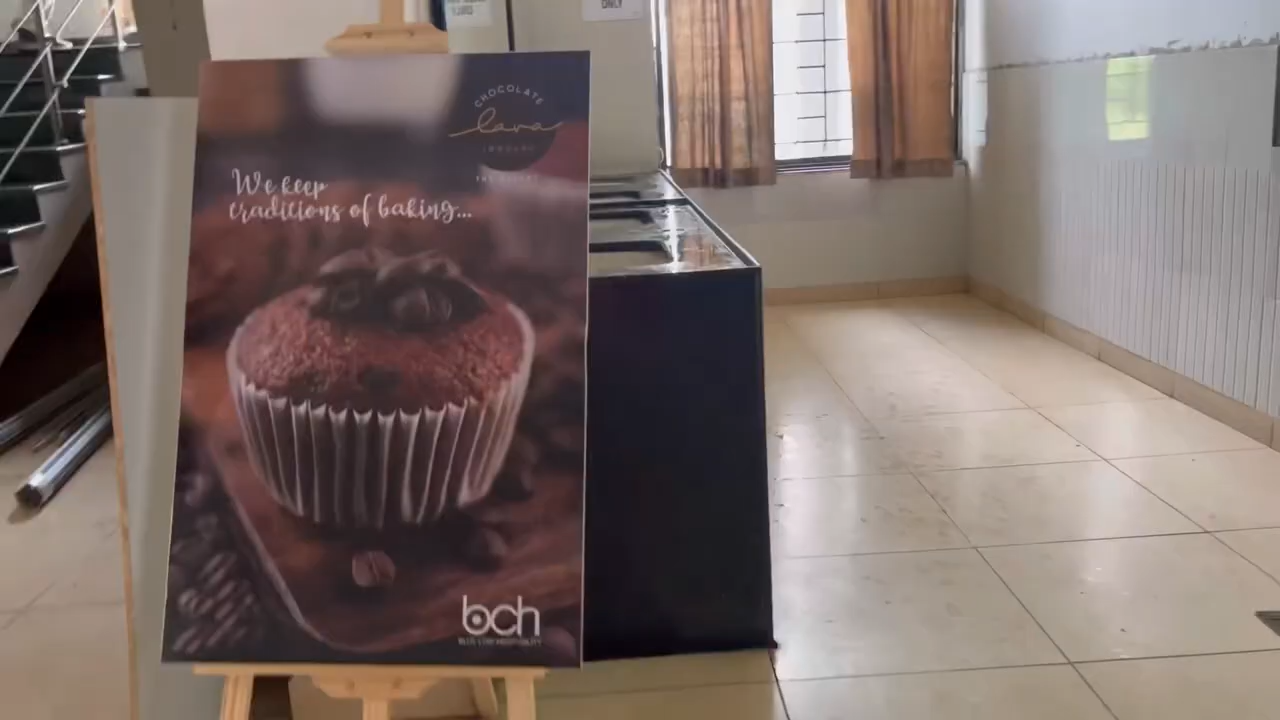 ONLY
CHOCOLATE
lava
We keep
traditions of baking...
bch